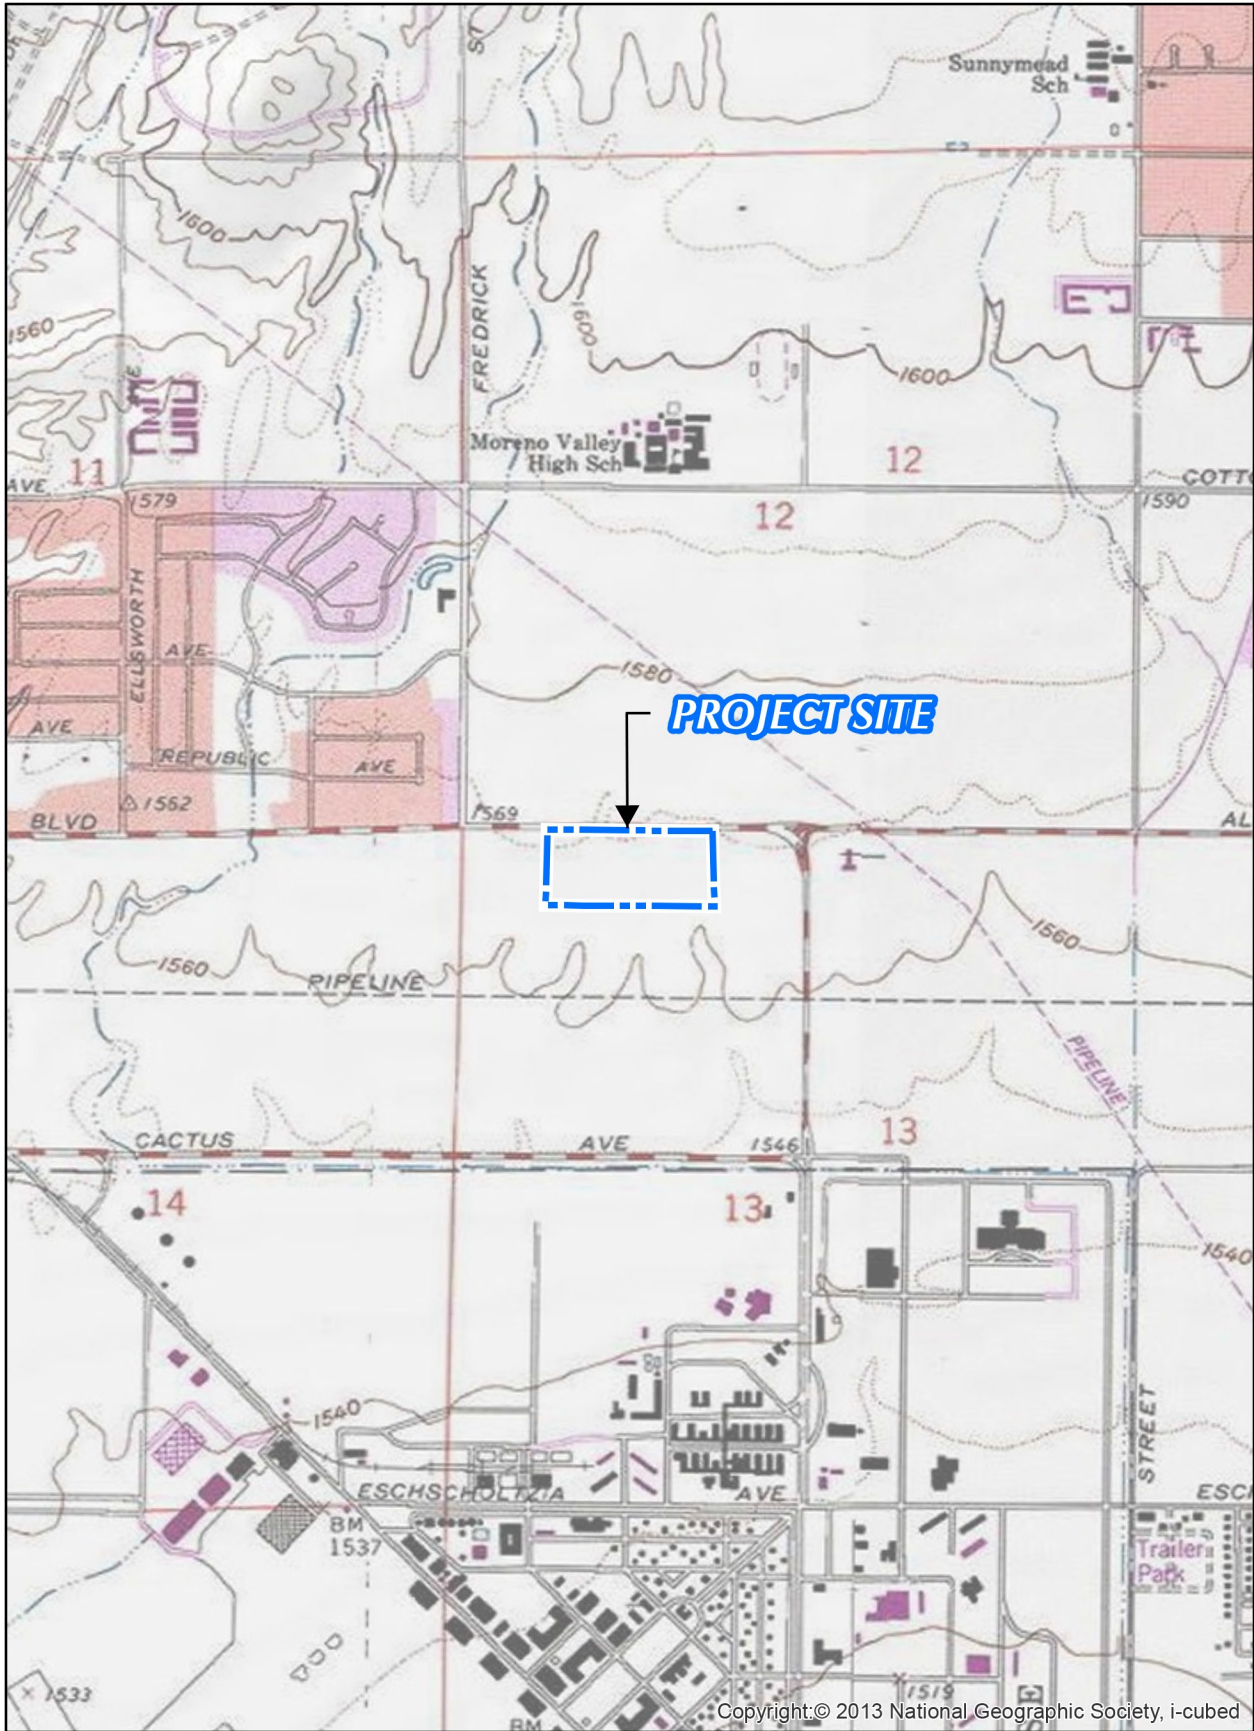 ST
Sunnymead
Sch
1600
FREDRICK
1600
1560
1600
Moreno Valley
High Sch
11
12
AVE
COTT
1579
12
1590
ELLSWORTH
AVE
1580
PROJECT SITE
AVE
REPUBLIC
AVE
1562
1569
BLVD
AL
1560
1560
PIPELINE
PIPELINE
CACTUS
AVE
1546
13
14
13
1540
1540
STREET
ESCHSCHOLTZIA
AVE
ESCH
BM
1537
Trailer
Park
1533
1519
BM
Copyright:© 2013 National Geographic Society, i-cubed